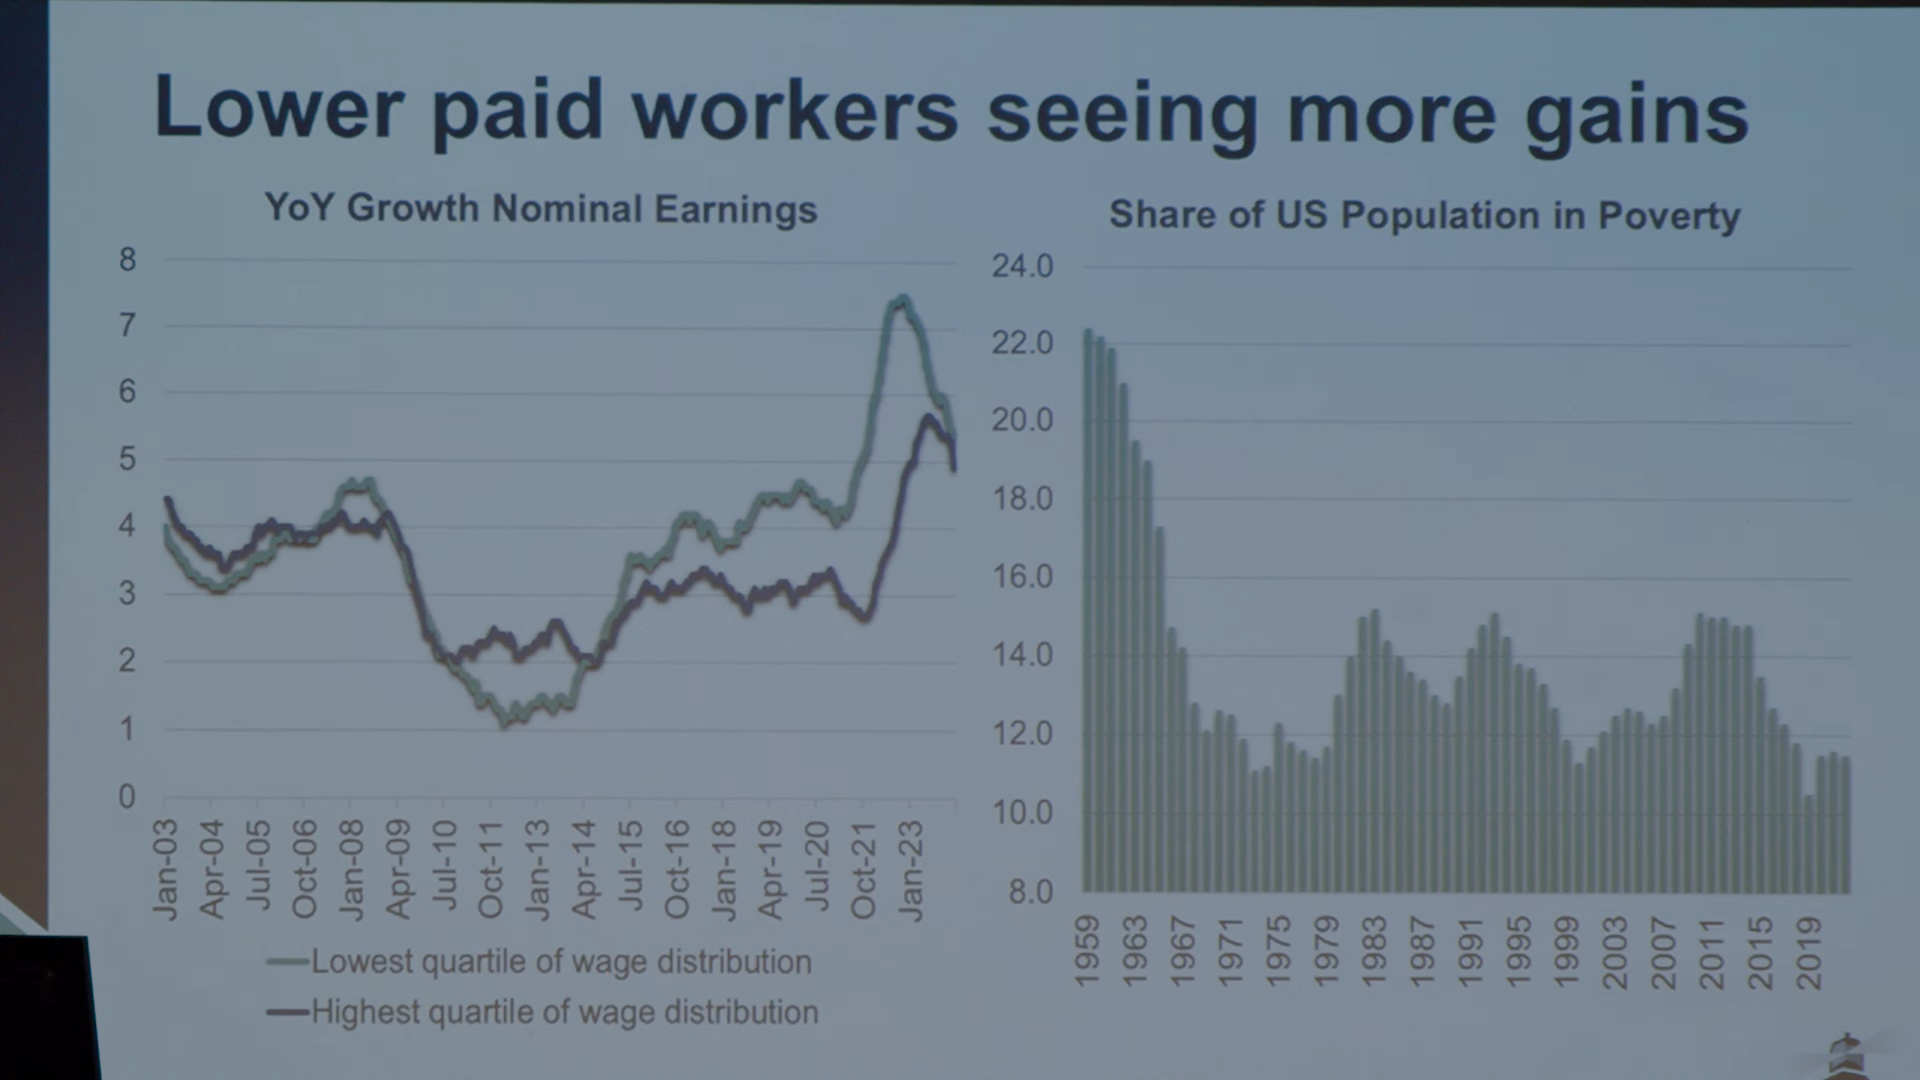 Lower paid workers seeing more gains
YoY Growth Nominal Earnings
8
7
6
5
4
3
2
1
0
Jan-03
Apr-04
Jul-05
Oct-06
Jan-08
Apr-09
Jul-10
Oct-11
Jan-13
Apr-14
Jul-15
Oct-16
Jan-18
Apr-19
Jul-20
Oct-21
Jan-23
Lowest quartile of wage distribution
Highest quartile of wage distribution
Share of US Population in Poverty
24.0
22.0
20.0
18.0
16.0
14.0
12.0
10.0
8.0
1959
1963
1967
1971
1975
1979
1983
1987
1991
1995
1999
2003
2007
2011
2015
2019